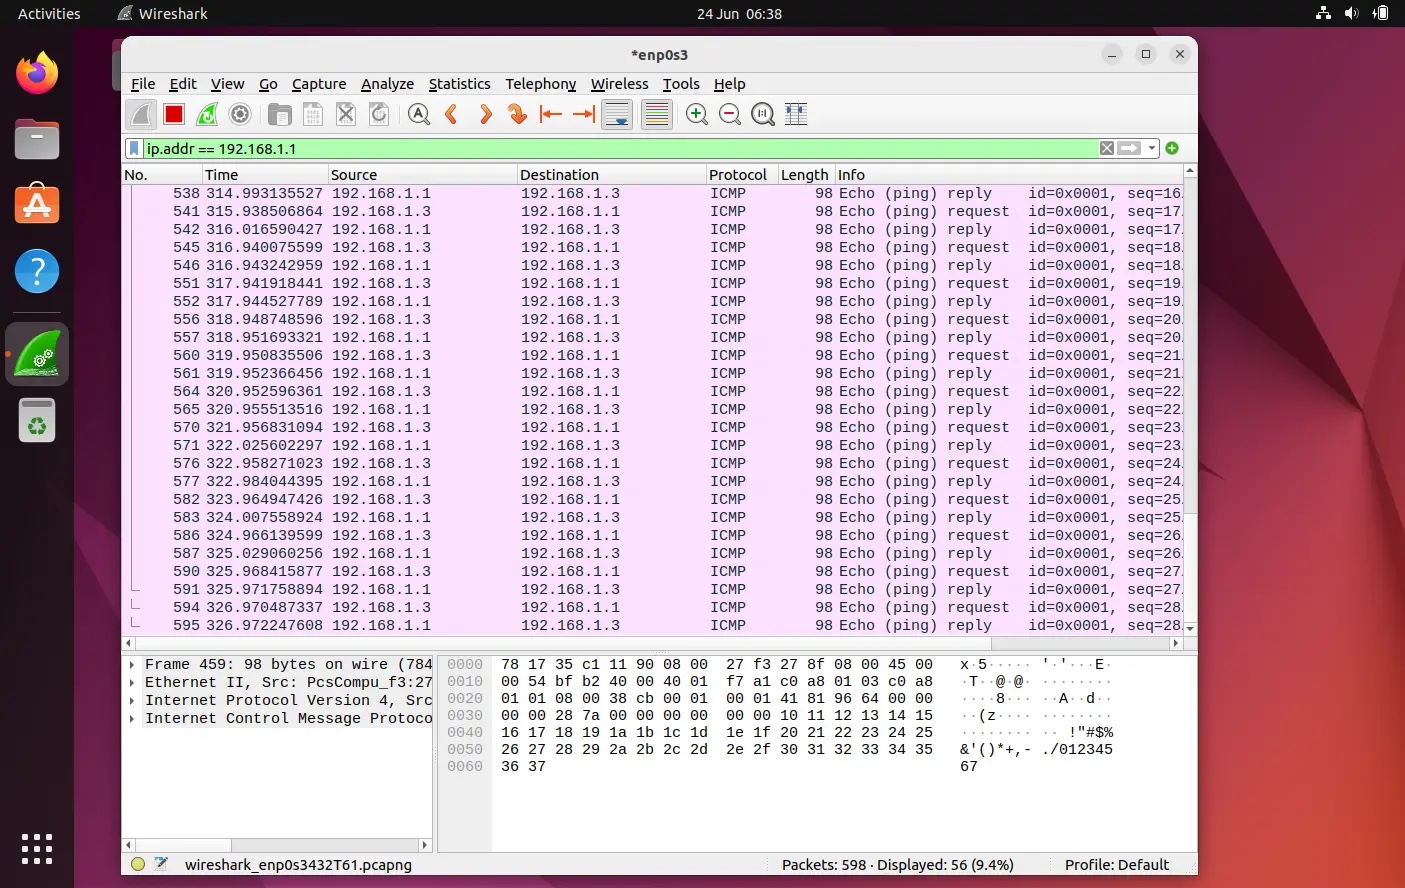 Activities Wireshark 24 Jun 06:38
*enp0s3
File Edit View Go Capture Analyze Statistics Telephony Wireless Tools Help
ip.addr == 192.168.1.1
No. Time Source Destination Protocol Length Info
538 314.993135527 192.168.1.1 192.168.1.3 ICMP 98 Echo (ping) reply id=0x0001, seq=16
541 315.938506864 192.168.1.3 192.168.1.1 ICMP 98 Echo (ping) request id=0x0001, seq=17
542 316.016590427 192.168.1.1 192.168.1.3 ICMP 98 Echo (ping) reply id=0x0001, seq=17
545 316.940075599 192.168.1.3 192.168.1.1 ICMP 98 Echo (ping) request id=0x0001, seq=18
546 316.943242959 192.168.1.1 192.168.1.3 ICMP 98 Echo (ping) reply id=0x0001, seq=18
551 317.941918441 192.168.1.3 192.168.1.1 ICMP 98 Echo (ping) request id=0x0001, seq=19
552 317.944527789 192.168.1.1 192.168.1.3 ICMP 98 Echo (ping) reply id=0x0001, seq=19
556 318.948748596 192.168.1.3 192.168.1.1 ICMP 98 Echo (ping) request id=0x0001, seq=20
557 318.951693321 192.168.1.1 192.168.1.3 ICMP 98 Echo (ping) reply id=0x0001, seq=20
560 319.950835506 192.168.1.3 192.168.1.1 ICMP 98 Echo (ping) request id=0x0001, seq=21
561 319.952366456 192.168.1.1 192.168.1.3 ICMP 98 Echo (ping) reply id=0x0001, seq=21
564 320.952596361 192.168.1.3 192.168.1.1 ICMP 98 Echo (ping) request id=0x0001, seq=22
565 320.955513516 192.168.1.1 192.168.1.3 ICMP 98 Echo (ping) reply id=0x0001, seq=22
570 321.956831094 192.168.1.3 192.168.1.1 ICMP 98 Echo (ping) request id=0x0001, seq=23
571 322.025602297 192.168.1.1 192.168.1.3 ICMP 98 Echo (ping) reply id=0x0001, seq=23
576 322.958271023 192.168.1.3 192.168.1.1 ICMP 98 Echo (ping) request id=0x0001, seq=24
577 322.984044395 192.168.1.1 192.168.1.3 ICMP 98 Echo (ping) reply id=0x0001, seq=24
582 323.964947426 192.168.1.3 192.168.1.1 ICMP 98 Echo (ping) request id=0x0001, seq=25
583 324.007558924 192.168.1.1 192.168.1.3 ICMP 98 Echo (ping) reply id=0x0001, seq=25
586 324.966139599 192.168.1.3 192.168.1.1 ICMP 98 Echo (ping) request id=0x0001, seq=26
587 325.029060256 192.168.1.1 192.168.1.3 ICMP 98 Echo (ping) reply id=0x0001, seq=26
590 325.968415877 192.168.1.3 192.168.1.1 ICMP 98 Echo (ping) request id=0x0001, seq=27
591 325.971758894 192.168.1.1 192.168.1.3 ICMP 98 Echo (ping) reply id=0x0001, seq=27
594 326.970487337 192.168.1.3 192.168.1.1 ICMP 98 Echo (ping) request id=0x0001, seq=28
595 326.972247608 192.168.1.1 192.168.1.3 ICMP 98 Echo (ping) reply id=0x0001, seq=28
Frame 459: 98 bytes on wire (784
Ethernet II, Src: PcsCompu_f3:27
Internet Protocol Version 4, Src
Internet Control Message Protoco
0000 78 17 35 c1 11 90 08 00 27 f3 27 8f 08 00 45 00 x·5·····'·'···E·
0010 00 54 bf b2 40 00 40 01 f7 a1 c0 a8 01 03 c0 a8 ·T··@·@·········
0020 01 01 08 00 38 cb 00 01 00 01 41 81 96 64 00 00 ····8·····A··d··
0030 00 00 28 7a 00 00 00 00 00 00 10 11 12 13 14 15 ··(z············
0040 16 17 18 19 1a 1b 1c 1d 1e 1f 20 21 22 23 24 25 ·········· !"#$%
0050 26 27 28 29 2a 2b 2c 2d 2e 2f 30 31 32 33 34 35 &'()*+,- ./012345
0060 36 37 67
wireshark_enp0s3432T61.pcapng Packets: 598 · Displayed: 56 (9.4%) Profile: Default